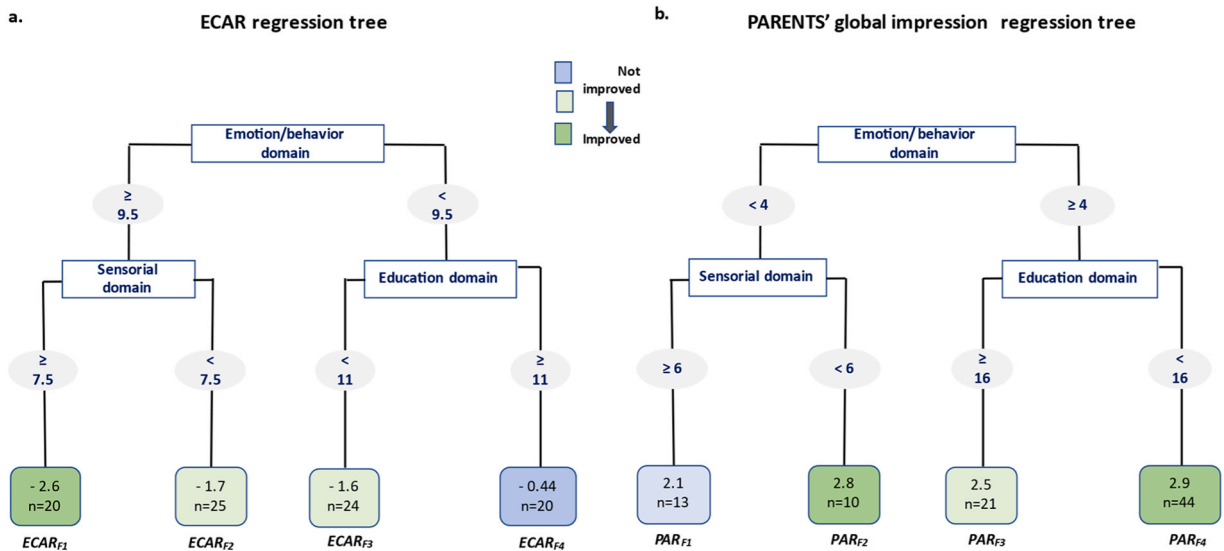 a.
ECAR regression tree
Not
improved
Improved
Emotion/behavior
domain
≥
9.5
<
9.5
Sensorial
domain
Education domain
≥
7.5
<
7.5
<
11
≥
11
- 2.6
n=20
- 1.7
n=25
- 1.6
n=24
- 0.44
n=20
ECARF1
ECARF2
ECARF3
ECARF4
b.
PARENTS’ global impression regression tree
Emotion/ behavior
domain
< 4
≥ 4
Sensorial domain
Education domain
≥ 6
< 6
≥
16
<
16
2.1
n=13
2.8
n=10
2.5
n=21
2.9
n=44
PARF1
PARF2
PARF3
PARF4